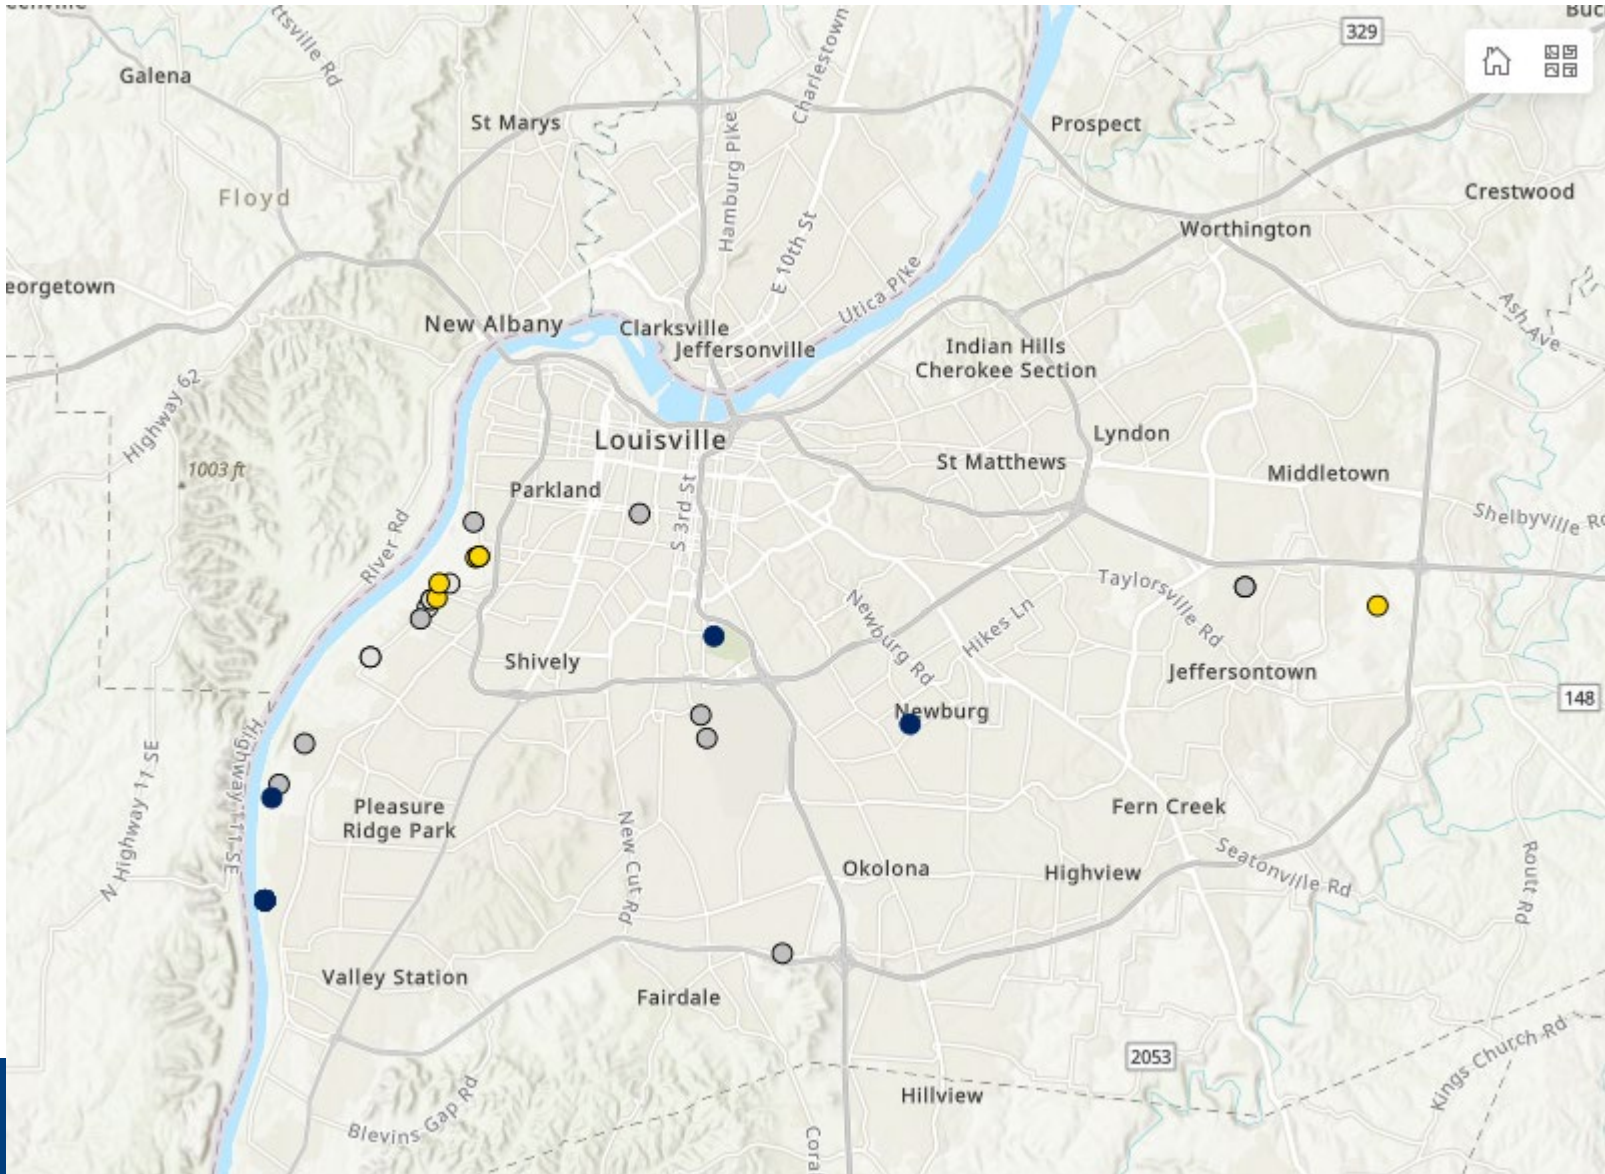 ttsville Rd
Charlestown
329
Galena
St Marys
Hamburg Pike
Prospect
Floyd
Crestwood
Worthington
E 10th St
eorgetown
Utica Pike
Ash Ave
New Albany
Clarksville
Jeffersonville
Indian Hills
Cherokee Section
Highway 62
Louisville
Lyndon
1003 ft
St Matthews
Middletown
Parkland
S 3rd St
Shelbyville Rd
River Rd
Taylorsville Rd
Newburg Rd
Hikes Ln
Shively
Jeffersontown
148
Newburg
Highway 111 SE
N Highway 11 SE
Pleasure
Ridge Park
Fern Creek
New Cut Rd
Okolona
Highview
Seatonville Rd
Routt Rd
Valley Station
Fairdale
2053
Kings Church Rd
Hillview
Blevins Gap Rd
Cora